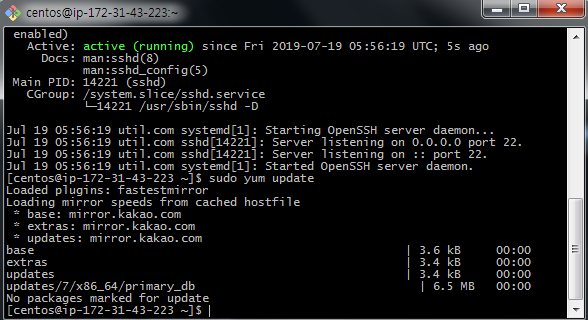 centos@ip-172-31-43-223:~
enabled)
Active: active (running) since Fri 2019-07-19 05:56:19 UTC; 5s ago
Docs: man:sshd(8)
man:sshd_config(5)
Main PID: 14221 (sshd)
CGroup: /system.slice/sshd.service
└─14221 /usr/sbin/sshd -D
Jul 19 05:56:19 util.com systemd[1]: Starting OpenSSH server daemon...
Jul 19 05:56:19 util.com sshd[14221]: Server listening on 0.0.0.0 port 22.
Jul 19 05:56:19 util.com sshd[14221]: Server listening on :: port 22.
Jul 19 05:56:19 util.com systemd[1]: Started OpenSSH server daemon.
[centos@ip-172-31-43-223 ~]$ sudo yum update
Loaded plugins: fastestmirror
Loading mirror speeds from cached hostfile
* base: mirror.kakao.com
* extras: mirror.kakao.com
* updates: mirror.kakao.com
base | 3.6 kB 00:00
extras | 3.4 kB 00:00
updates | 3.4 kB 00:00
updates/7/x86_64/primary_db | 6.5 MB 00:00
No packages marked for update
[centos@ip-172-31-43-223 ~]$